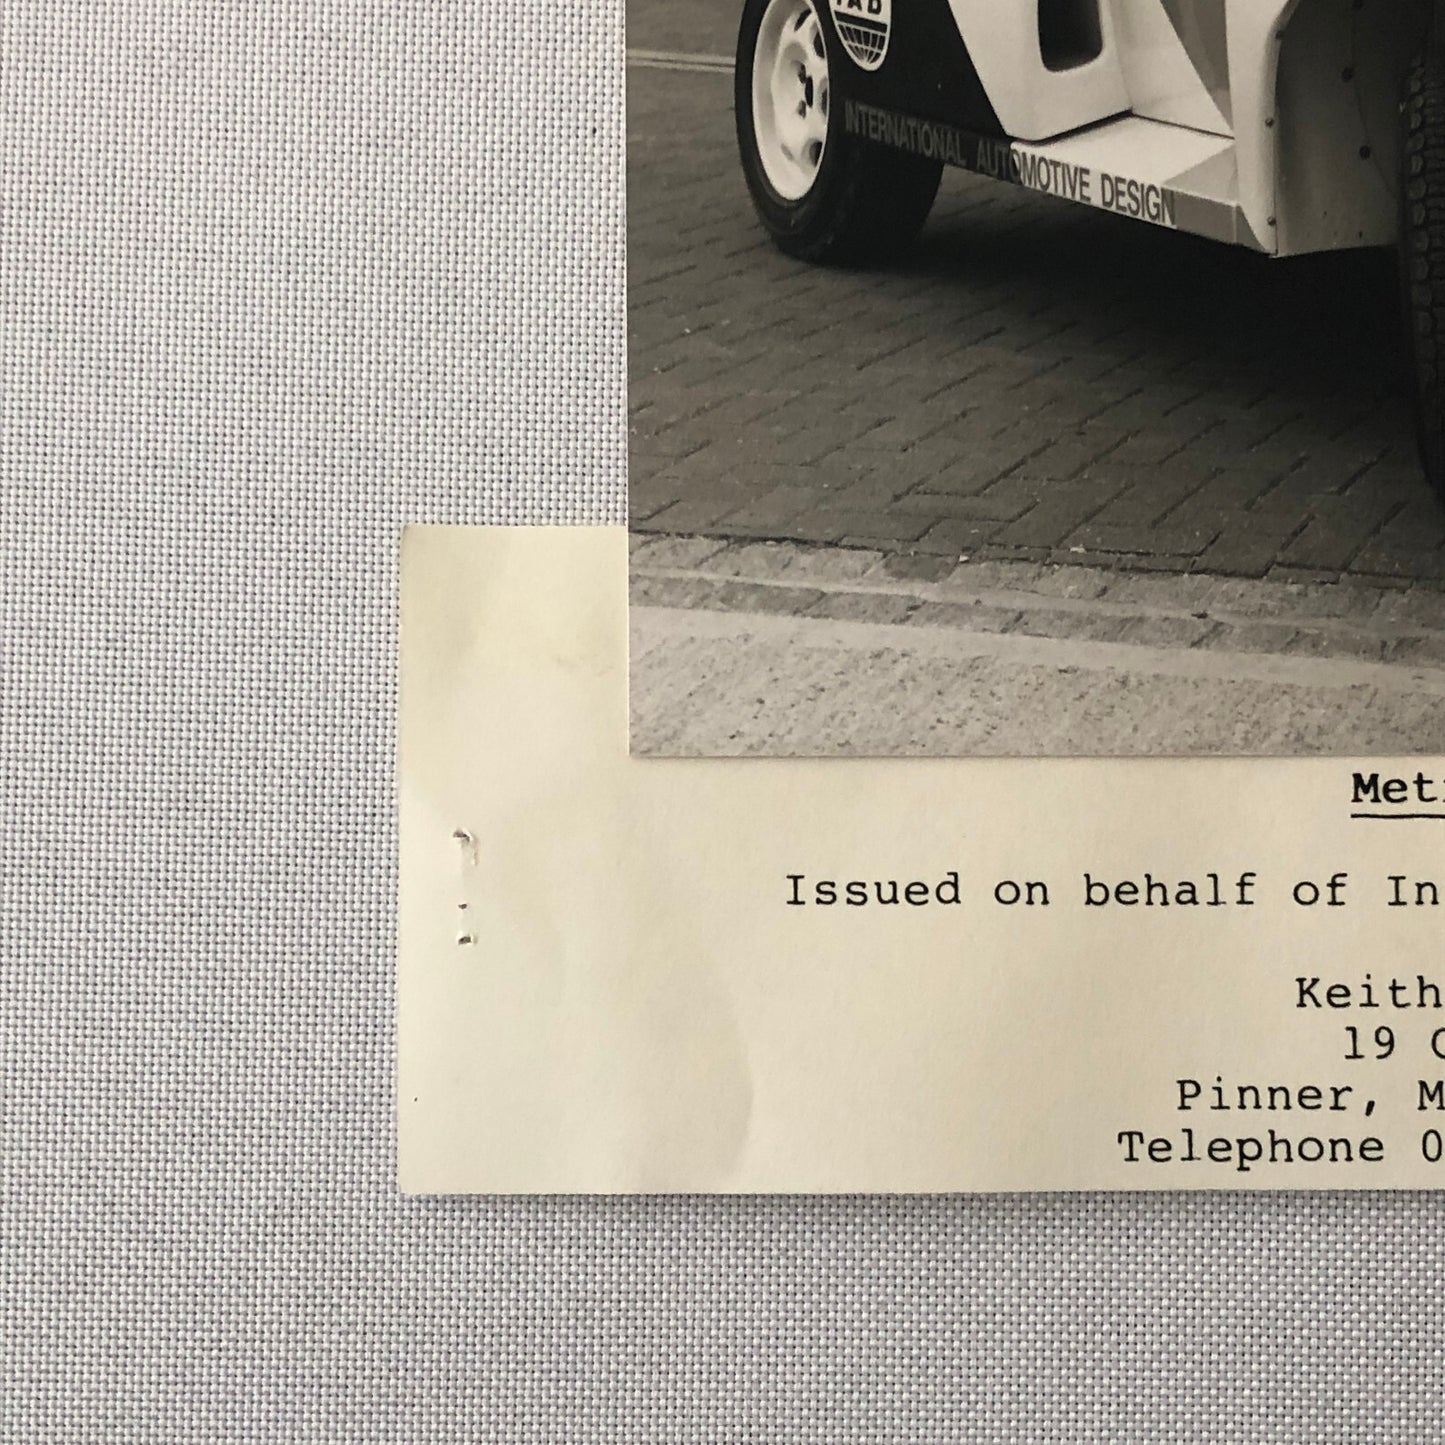 IAD
INTERNATIONAL AUTOMOTIVE DESIGN
Met
Issued on behalf of In
Keith
19
Pinner, M
Telephone 0